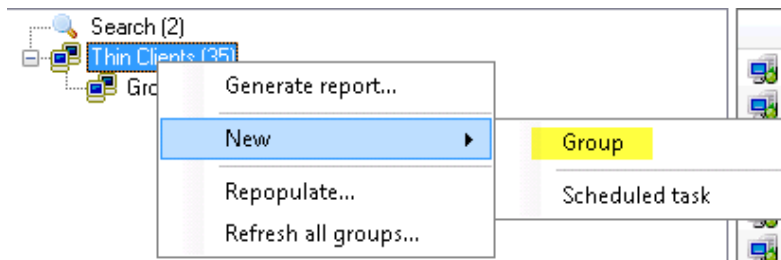 Search (2)
Thin Clients (35)
Gro
Generate report...
New
Group
Repopulate...
Scheduled task
Refresh all groups...